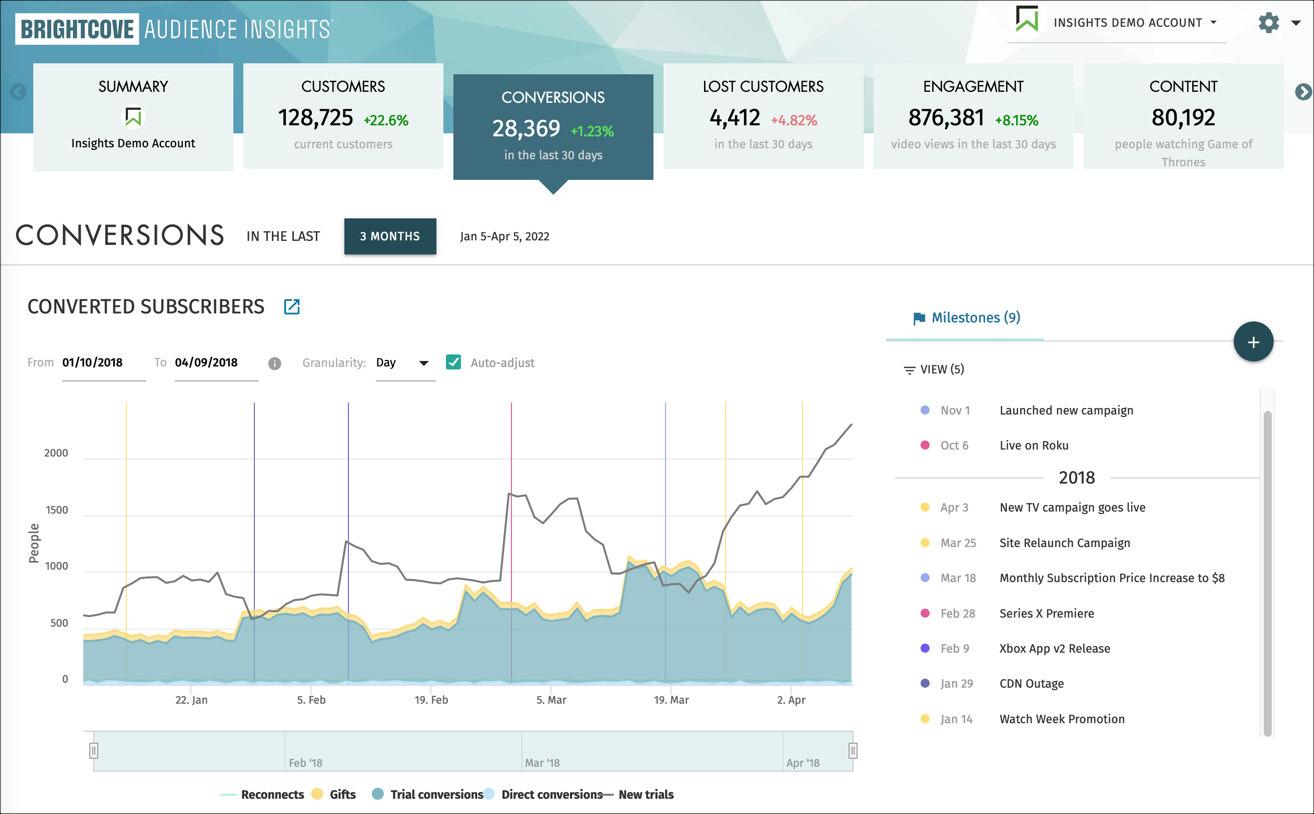 BRIGHTCOVE AUDIENCE INSIGHTS
INSIGHTS DEMO ACCOUNT
SUMMARY
Insights Demo Account
CUSTOMERS
128,725 +22.6%
current customers
CONVERSIONS
28,369 +1.23%
in the last 30 days
LOST CUSTOMERS
4,412 +4.82%
in the last 30 days
ENGAGEMENT
876,381 +8.15%
video views in the last 30 days
CONTENT
80,192
people watching Game of
Thrones
CONVERSIONS IN THE LAST 3 MONTHS Jan 5-Apr 5, 2022
CONVERTED SUBSCRIBERS
From 01/10/2018 To 04/09/2018 i Granularity: Day Auto-adjust
People
2000
1500
1000
500
0
22. Jan 5. Feb 19. Feb 5. Mar 19. Mar 2. Apr
Feb '18 Mar '18 Apr '18
Reconnects Gifts Trial conversions Direct conversions New trials
Milestones (9)
+
VIEW (5)
Nov 1 Launched new campaign
Oct 6 Live on Roku
2018
Apr 3 New TV campaign goes live
Mar 25 Site Relaunch Campaign
Mar 18 Monthly Subscription Price Increase to $8
Feb 28 Series X Premiere
Feb 9 Xbox App v2 Release
Jan 29 CDN Outage
Jan 14 Watch Week Promotion